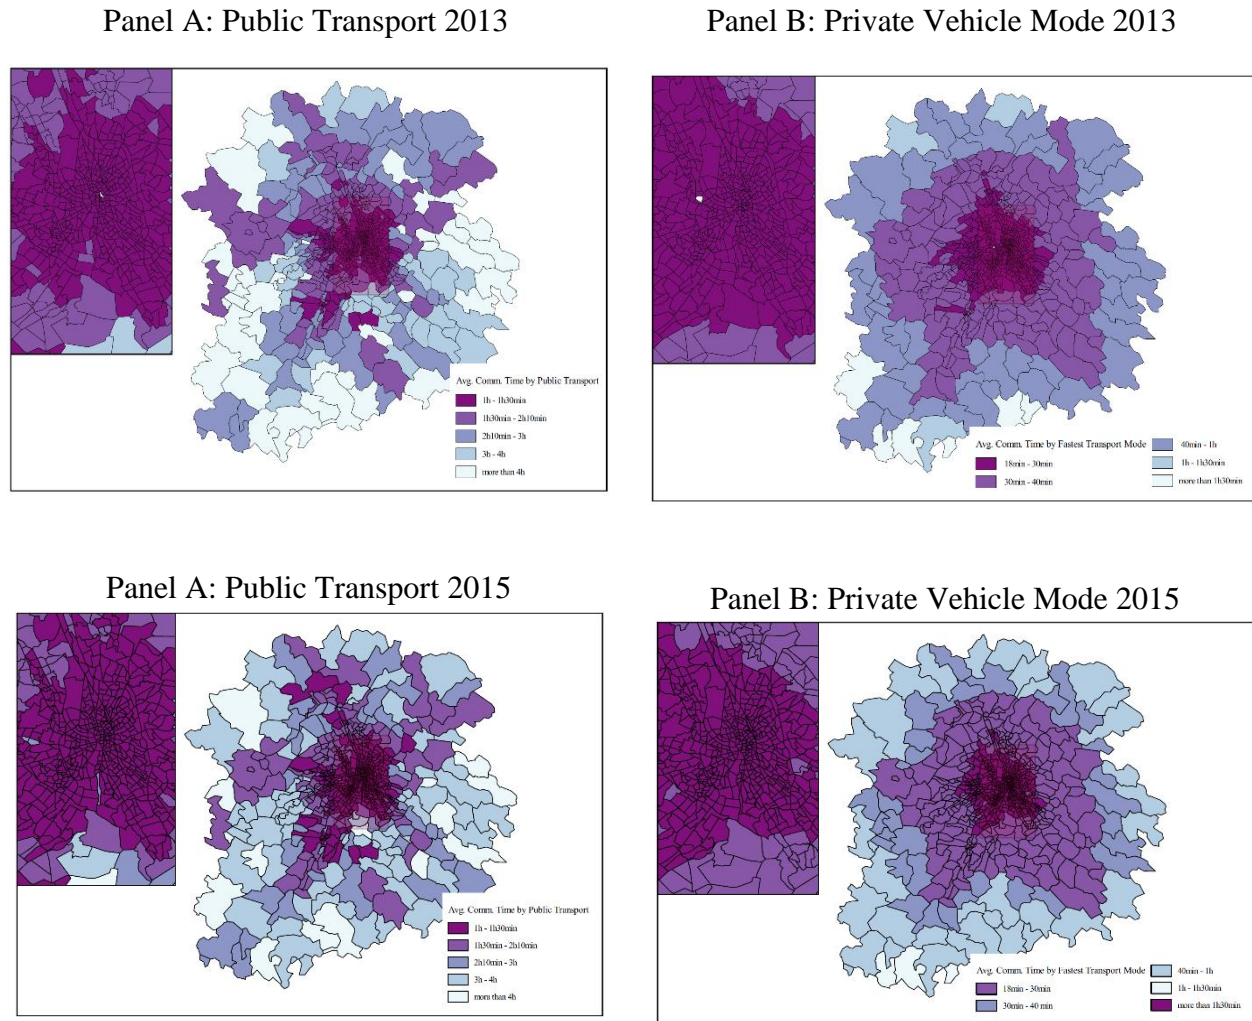 Panel A: Public Transport 2013
Panel B: Private Vehicle Mode 2013
Avg. Comm. Time by Public Transport
1h - 1h30min
1h30min - 2h10min
2h10min - 3h
3h - 4h
more than 4h
Avg. Comm. Time by Fastest Transport Mode
18min - 30min
30min - 40min
40min - 1h
1h - 1h30min
more than 1h30min
Panel A: Public Transport 2015
Panel B: Private Vehicle Mode 2015
Avg. Comm. Time by Public Transport
1h - 1h30min
1h30min - 2h10min
2h10min - 3h
3h - 4h
more than 4h
Avg. Comm. Time by Fastest Transport Mode
18min - 30min
30min - 40 min
40min - 1h
1h - 1h30min
more than 1h30min